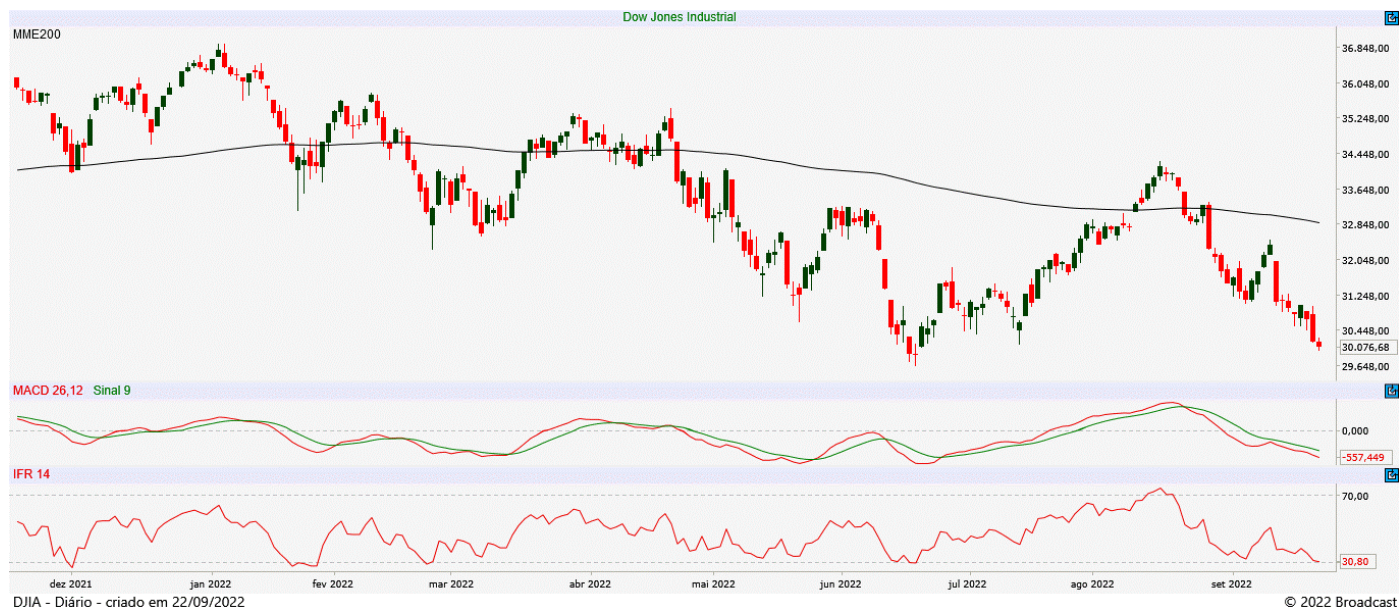 Dow Jones Industrial
MME200
36.848,00
36.048,00
35.248,00
34.448,00
33.648,00
32.848,00
32.048,00
31.248,00
30.448,00
30.076,68
29.648,00
MACD 26,12 Sinal 9
0,000
-557,449
IFR 14
70,00
30,80
dez 2021 jan 2022 fev 2022 mar 2022 abr 2022 mai 2022 jun 2022 jul 2022 ago 2022 set 2022
DJIA - Diário - criado em 22/09/2022 © 2022 Broadcast